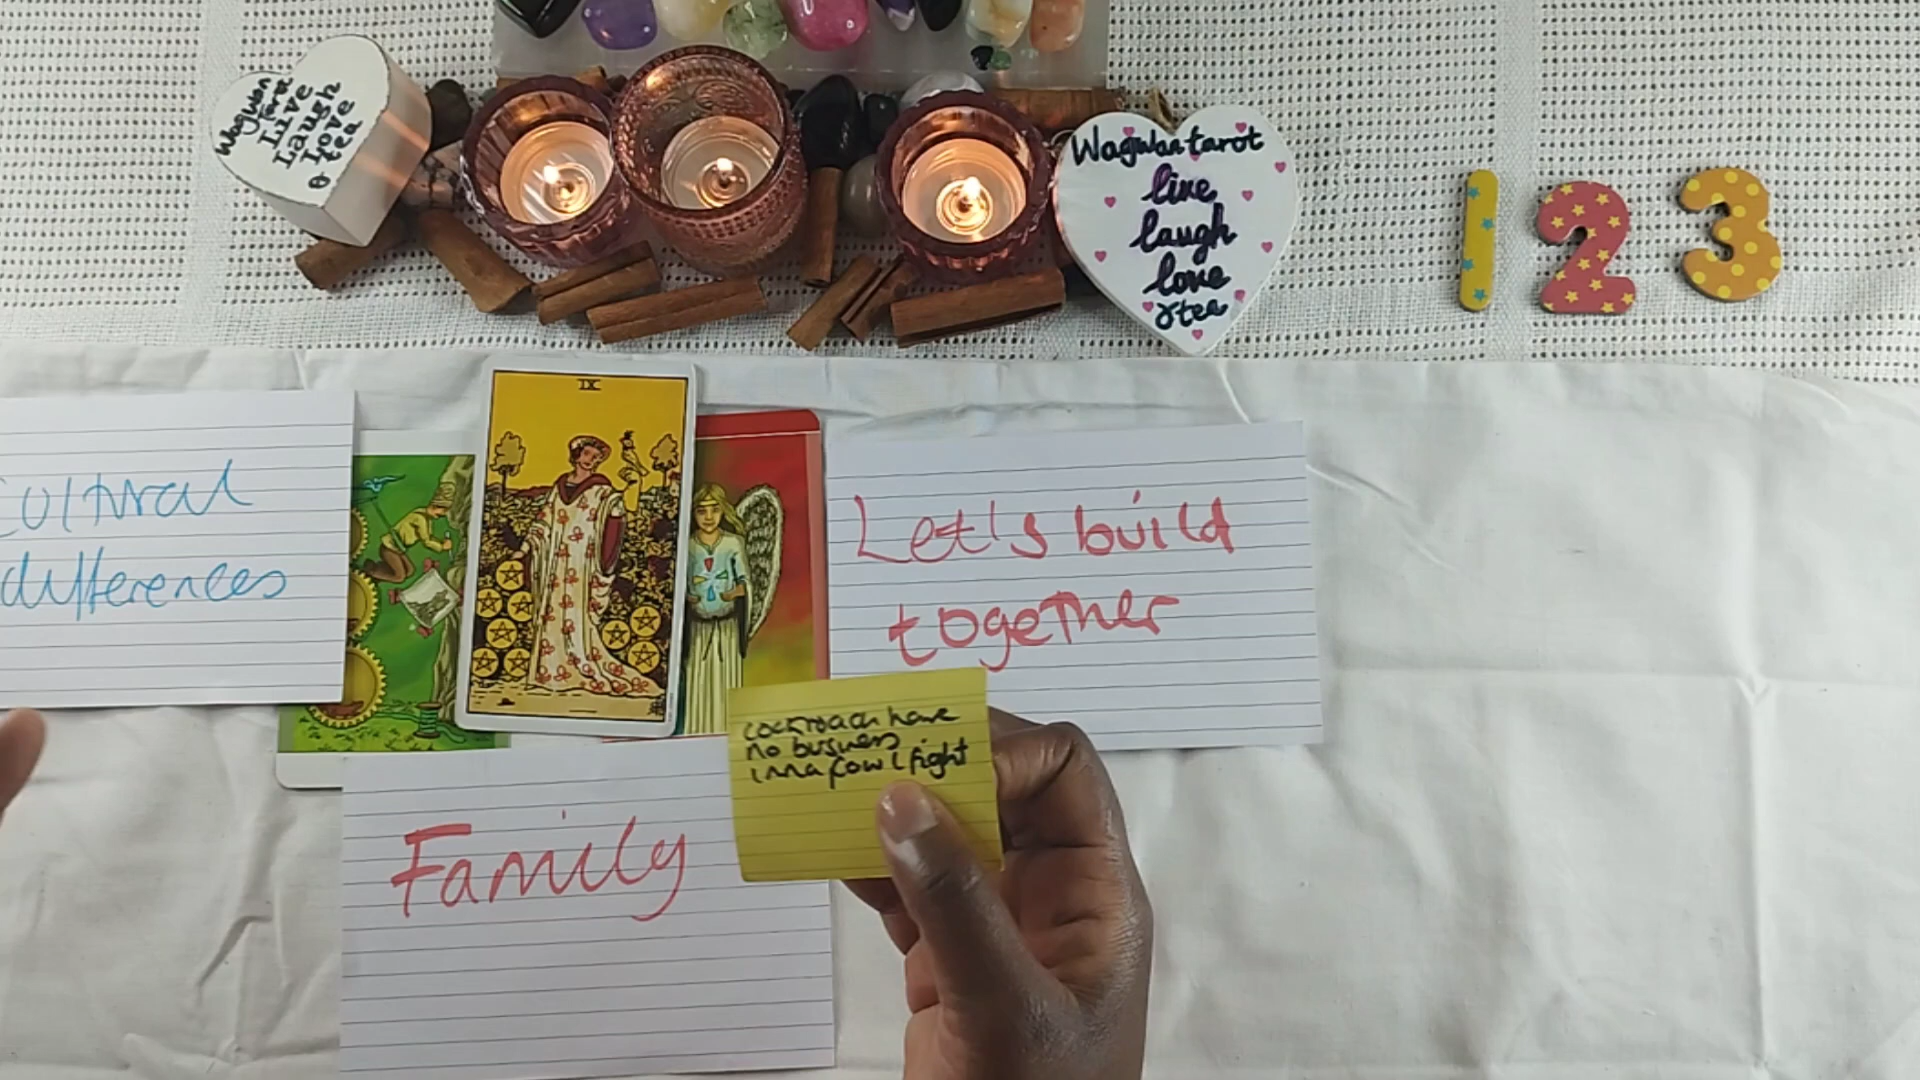 Wagwan
tarot
Live
Laugh
Love
& tea
Wagwan tarot
live
laugh
love
& tea
1 2 3
IX
Cultural
differences
Let's build
together
cockroach have
no business
inna fowl fight
Family